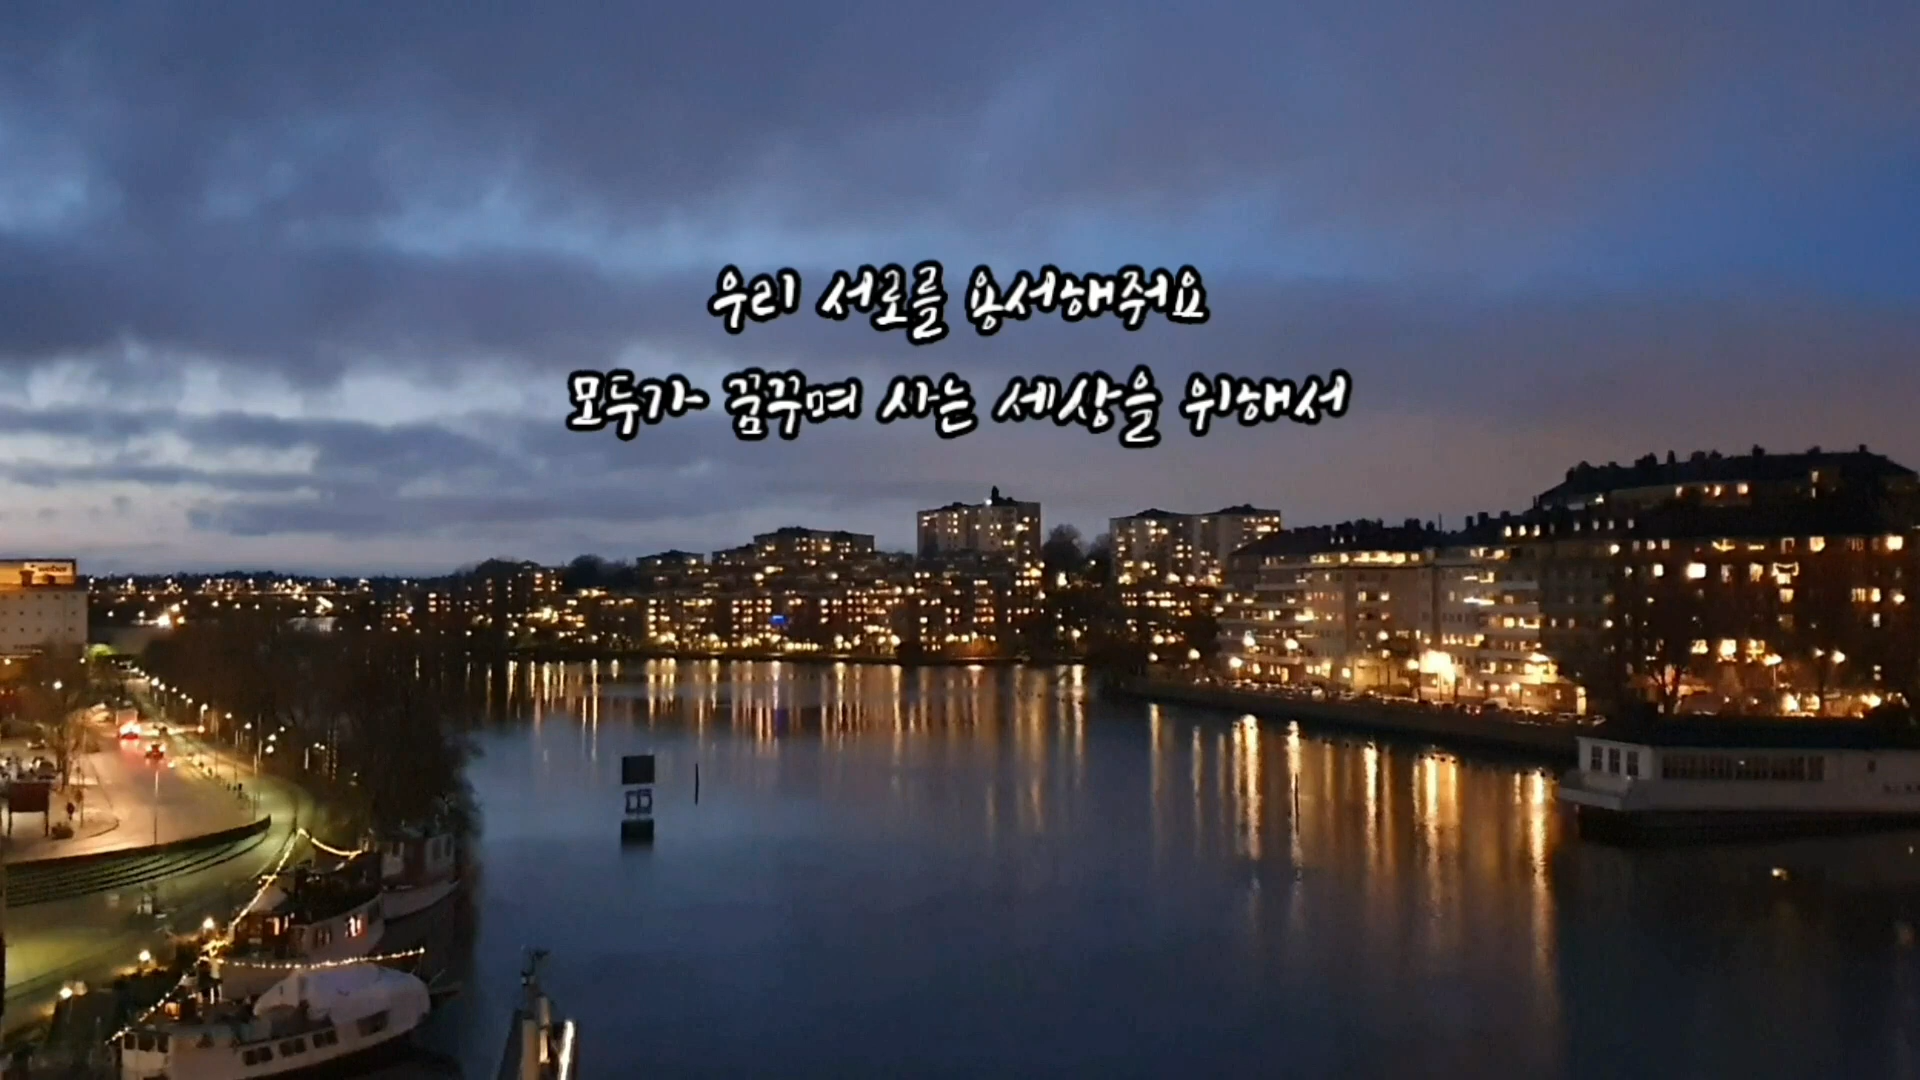 우리 서로를 용서해줘요
모두가 꿈꾸며 사는 세상을 위해서
weber